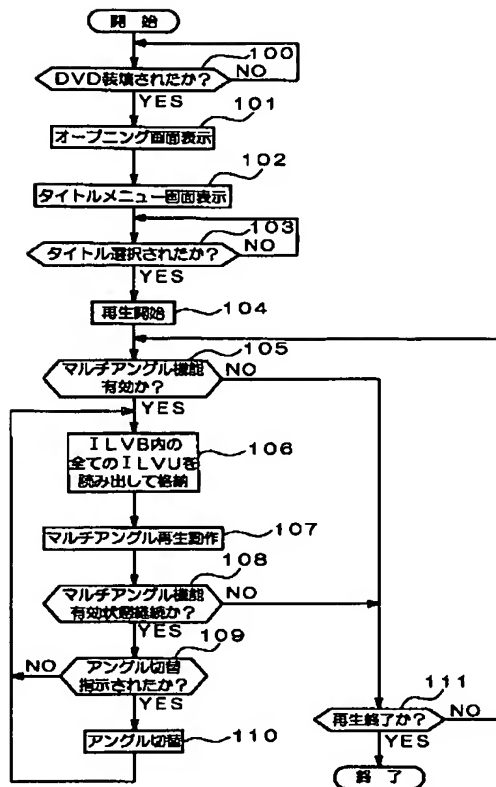 開始
100
DVD装填されたか?
NO
YES
101
オープニング画面表示
102
タイトルメニュー画面表示
103
タイトル選択されたか?
NO
YES
再生開始
104
105
マルチアングル機能
有効か?
NO
YES
ILVB内の
全てのILVUを
読み出して格納
106
107
マルチアングル再生動作
108
マルチアングル機能
有効状態継続か?
NO
YES
109
NO
アングル切替
指示されたか?
YES
アングル切替
110
111
再生終了か?
NO
YES
終了